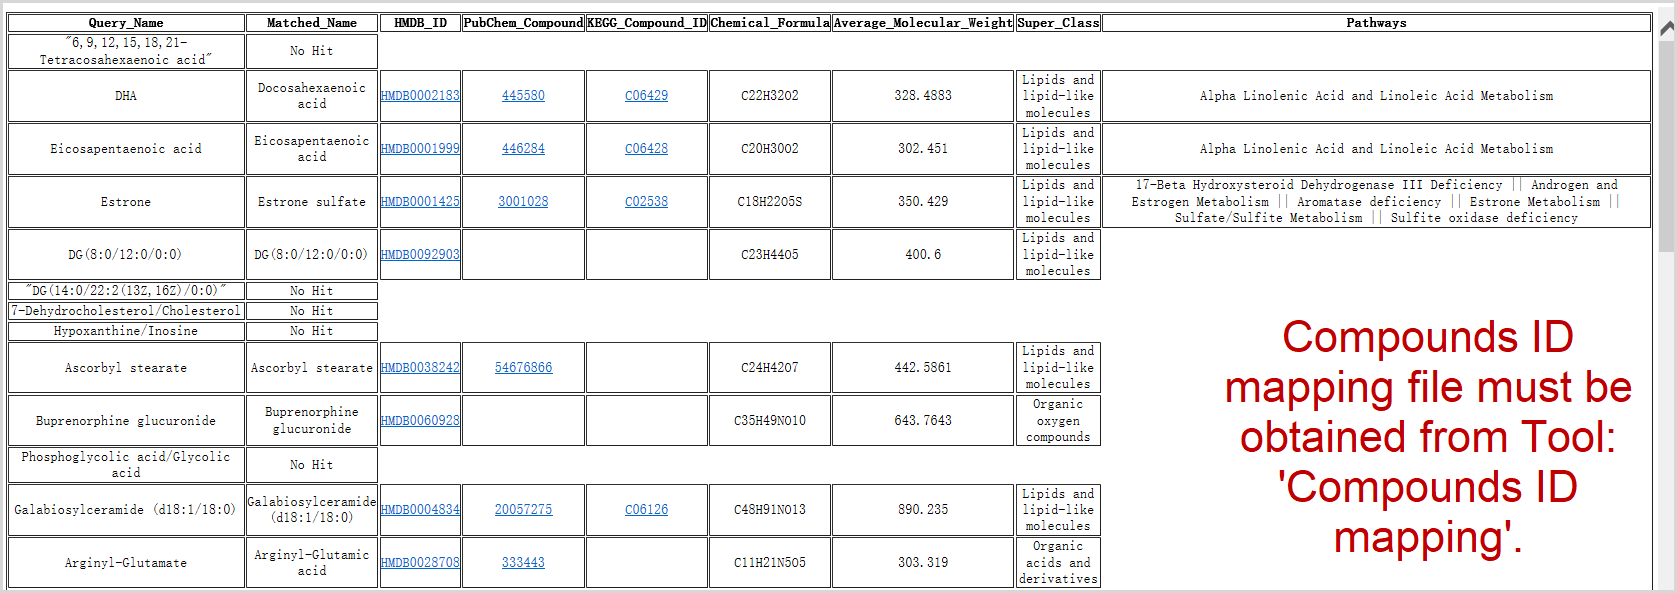 Query_Name Matched_Name HMDB_ID PubChem_Compound KEGG_Compound_ID Chemical_Formula Average_Molecular_Weight Super_Class Pathways
"6,9,12,15,18,21-
Tetracosahexaenoic acid" No Hit
DHA Docosahexaenoic
acid HMDB0002183 445580 C06429 C22H32O2 328.4883 Lipids and
lipid-like
molecules Alpha Linolenic Acid and Linoleic Acid Metabolism
Eicosapentaenoic acid Eicosapentaenoic
acid HMDB0001999 446284 C06428 C20H30O2 302.451 Lipids and
lipid-like
molecules Alpha Linolenic Acid and Linoleic Acid Metabolism
Estrone Estrone sulfate HMDB0001425 3001028 C02538 C18H22O5S 350.429 Lipids and
lipid-like
molecules 17-Beta Hydroxysteroid Dehydrogenase III Deficiency || Androgen and
Estrogen Metabolism || Aromatase deficiency || Estrone Metabolism ||
Sulfate/Sulfite Metabolism || Sulfite oxidase deficiency
DG(8:0/12:0/0:0) DG(8:0/12:0/0:0) HMDB0092903 C23H44O5 400.6 Lipids and
lipid-like
molecules
"DG(14:0/22:2(13Z,16Z)/0:0)" No Hit
7-Dehydrocholesterol/Cholesterol No Hit
Hypoxanthine/Inosine No Hit
Ascorbyl stearate Ascorbyl stearate HMDB0038242 54676866 C24H42O7 442.5861 Lipids and
lipid-like
molecules
Buprenorphine glucuronide Buprenorphine
glucuronide HMDB0060928 C35H49NO10 643.7643 Organic
oxygen
compounds
Phosphoglycolic acid/Glycolic
acid No Hit
Galabiosylceramide (d18:1/18:0) Galabiosylceramide
(d18:1/18:0) HMDB0004834 20057275 C06126 C48H91NO13 890.235 Lipids and
lipid-like
molecules
Arginyl-Glutamate Arginyl-Glutamic
acid HMDB0028708 333443 C11H21N5O5 303.319 Organic
acids and
derivatives
Compounds ID
mapping file must be
obtained from Tool:
'Compounds ID
mapping'.